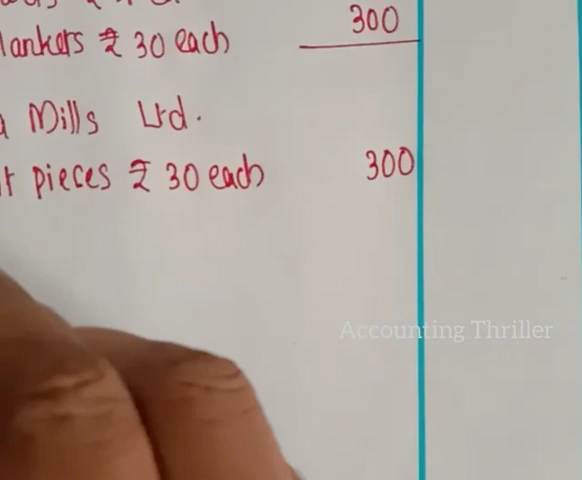 300
lankets ₹ 30 each
Mills Ltd.
pieces ₹ 30 each 300
Accounting Thriller